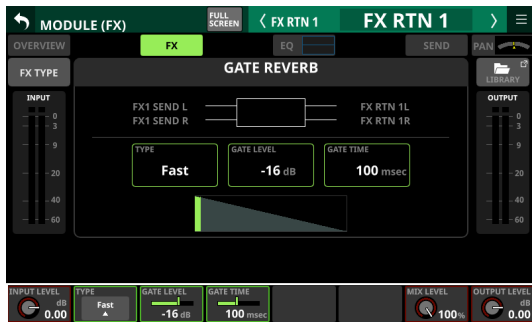 MODULE (FX)
FULL SCREEN
FX RTN 1
FX RTN 1
OVERVIEW
FX
EQ
SEND
PAN
FX TYPE
GATE REVERB
LIBRARY
INPUT
0
3
9
20
40
60
FX1 SEND L
FX1 SEND R
FX RTN 1L
FX RTN 1R
OUTPUT
0
3
9
20
40
60
TYPE
Fast
GATE LEVEL
-16 dB
GATE TIME
100 msec
INPUT LEVEL
dB
0.00
TYPE
Fast
GATE LEVEL
-16 dB
GATE TIME
100 msec
MIX LEVEL
100%
OUTPUT LEVEL
dB
0.00